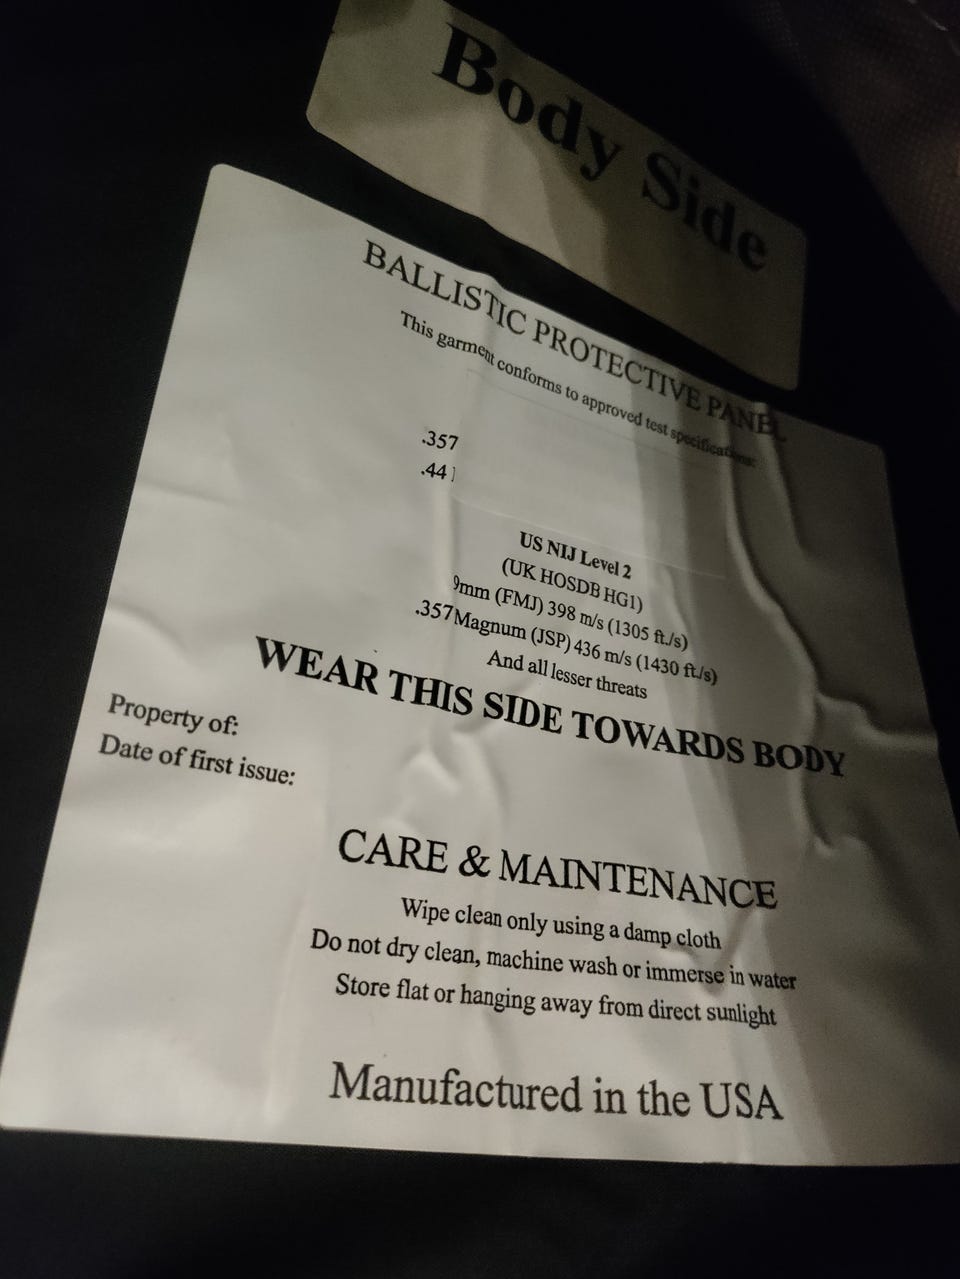 Body Side
BALLISTIC PROTECTIVE PANEL
This garment conforms to approved test specifications:
.357
.44
US NIJ Level 2
(UK HOSDB HG1)
9mm (FMJ) 398 m/s (1305 ft./s)
.357Magnum (JSP) 436 m/s (1430 ft./s)
And all lesser threats
WEAR THIS SIDE TOWARDS BODY
Property of:
Date of first issue:
CARE & MAINTENANCE
Wipe clean only using a damp cloth
Do not dry clean, machine wash or immerse in water
Store flat or hanging away from direct sunlight
Manufactured in the USA